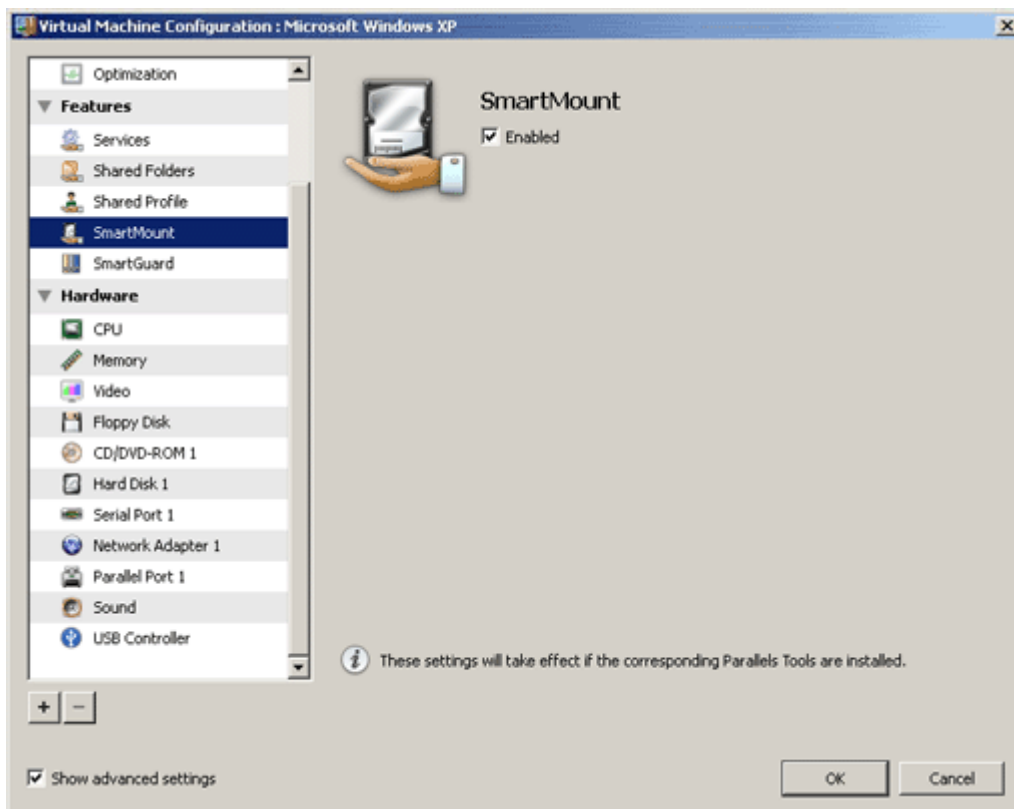 Virtual Machine Configuration : Microsoft Windows XP
Optimization
Features
Services
Shared Folders
Shared Profile
SmartMount
SmartGuard
Hardware
CPU
Memory
Video
Floppy Disk
CD/DVD-ROM 1
Hard Disk 1
Serial Port 1
Network Adapter 1
Parallel Port 1
Sound
USB Controller
SmartMount
Enabled
These settings will take effect if the corresponding Parallels Tools are installed.
Show advanced settings
OK
Cancel